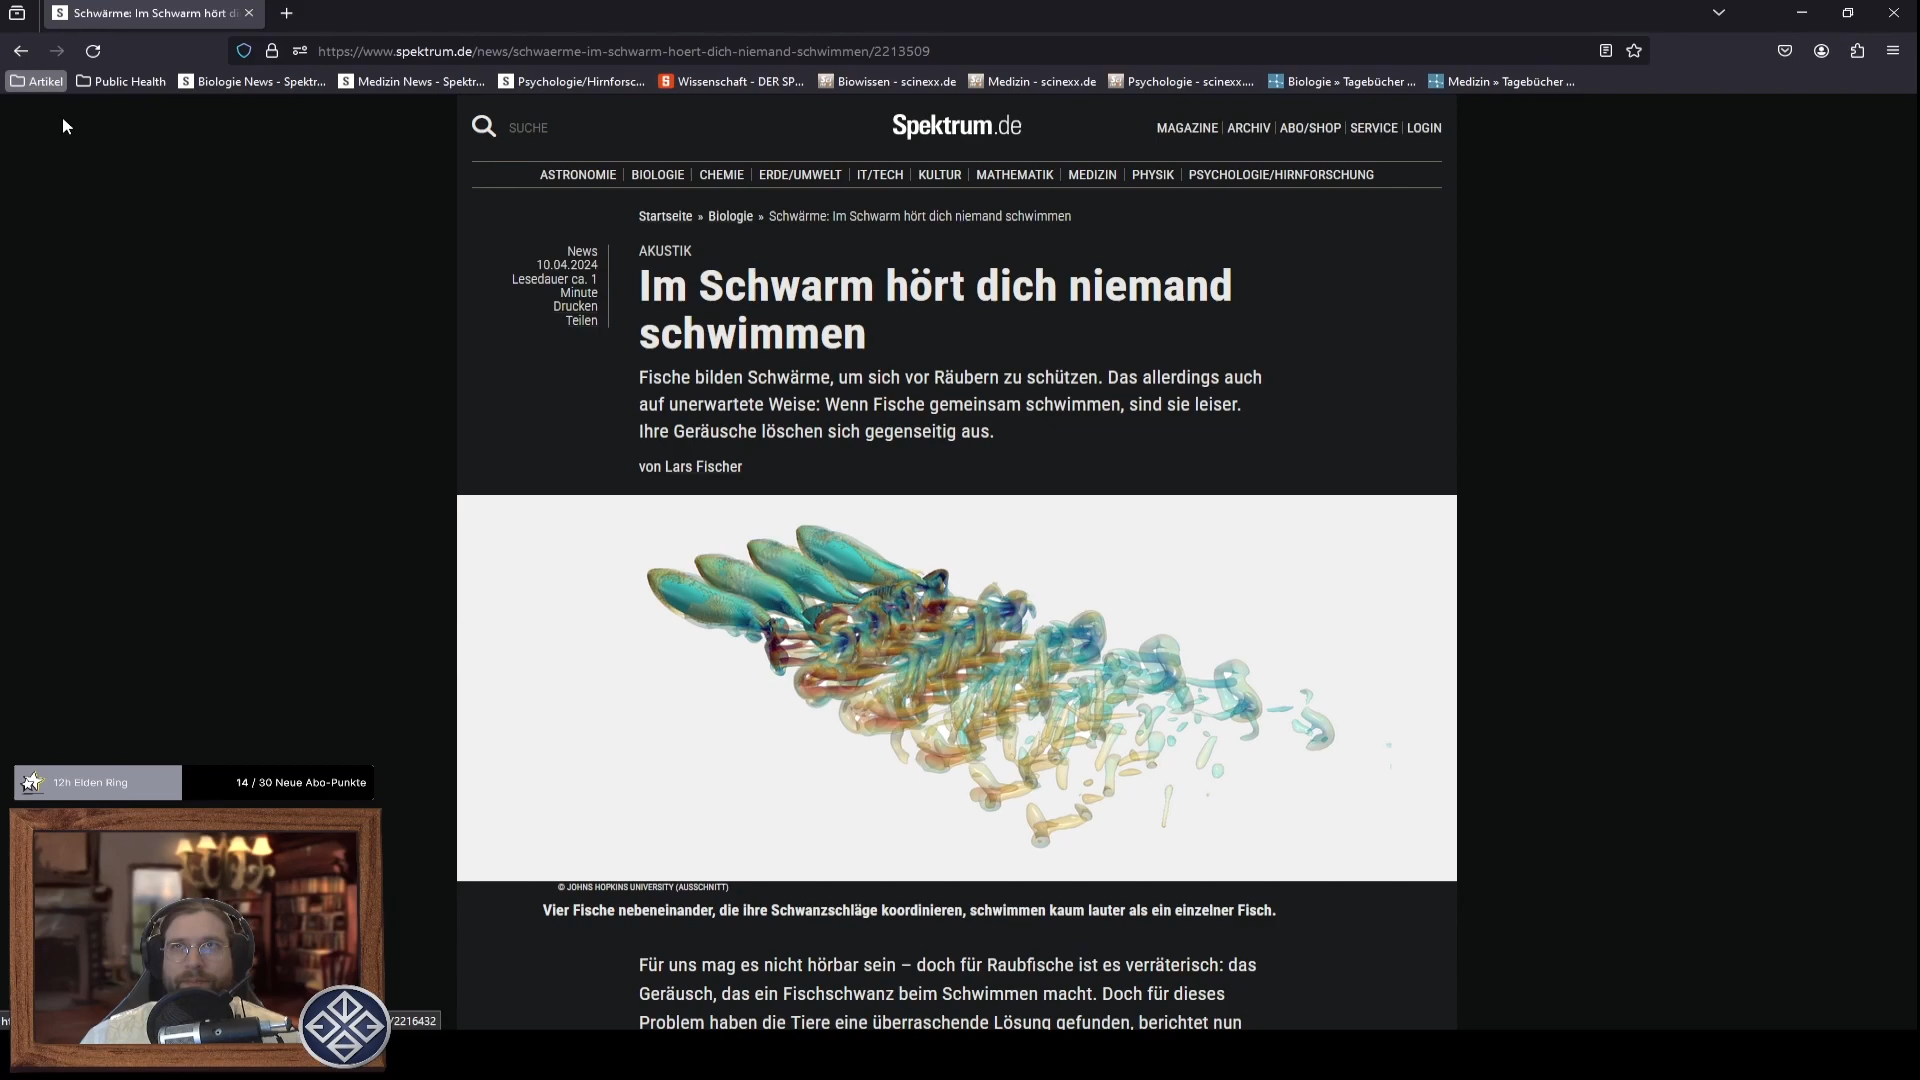 Schwärme: Im Schwarm hört di
https://www.spektrum.de/news/schwaerme-im-schwarm-hoert-dich-niemand-schwimmen/2213509
Artikel
Public Health
Biologie News - Spektr...
Medizin News - Spektr...
Psychologie/Hirnforsc...
Wissenschaft - DER SP...
Biowissen - scinexx.de
Medizin - scinexx.de
Psychologie - scinexx....
Biologie » Tagebücher ...
Medizin » Tagebücher ...
SUCHE
Spektrum.de
MAGAZINE | ARCHIV | ABO/SHOP | SERVICE | LOGIN
ASTRONOMIE | BIOLOGIE | CHEMIE | ERDE/UMWELT | IT/TECH | KULTUR | MATHEMATIK | MEDIZIN | PHYSIK | PSYCHOLOGIE/HIRNFORSCHUNG
Startseite » Biologie » Schwärme: Im Schwarm hört dich niemand schwimmen
News
10.04.2024
Lesedauer ca. 1
Minute
Drucken
Teilen
AKUSTIK
Im Schwarm hört dich niemand
schwimmen
Fische bilden Schwärme, um sich vor Räubern zu schützen. Das allerdings auch
auf unerwartete Weise: Wenn Fische gemeinsam schwimmen, sind sie leiser.
Ihre Geräusche löschen sich gegenseitig aus.
von Lars Fischer
© JOHNS HOPKINS UNIVERSITY (AUSSCHNITT)
Vier Fische nebeneinander, die ihre Schwanzschläge koordinieren, schwimmen kaum lauter als ein einzelner Fisch.
Für uns mag es nicht hörbar sein – doch für Raubfische ist es verräterisch: das
Geräusch, das ein Fischschwanz beim Schwimmen macht. Doch für dieses
Problem haben die Tiere eine überraschende Lösung gefunden, berichtet nun
12h Elden Ring
14 / 30 Neue Abo-Punkte
/2216432